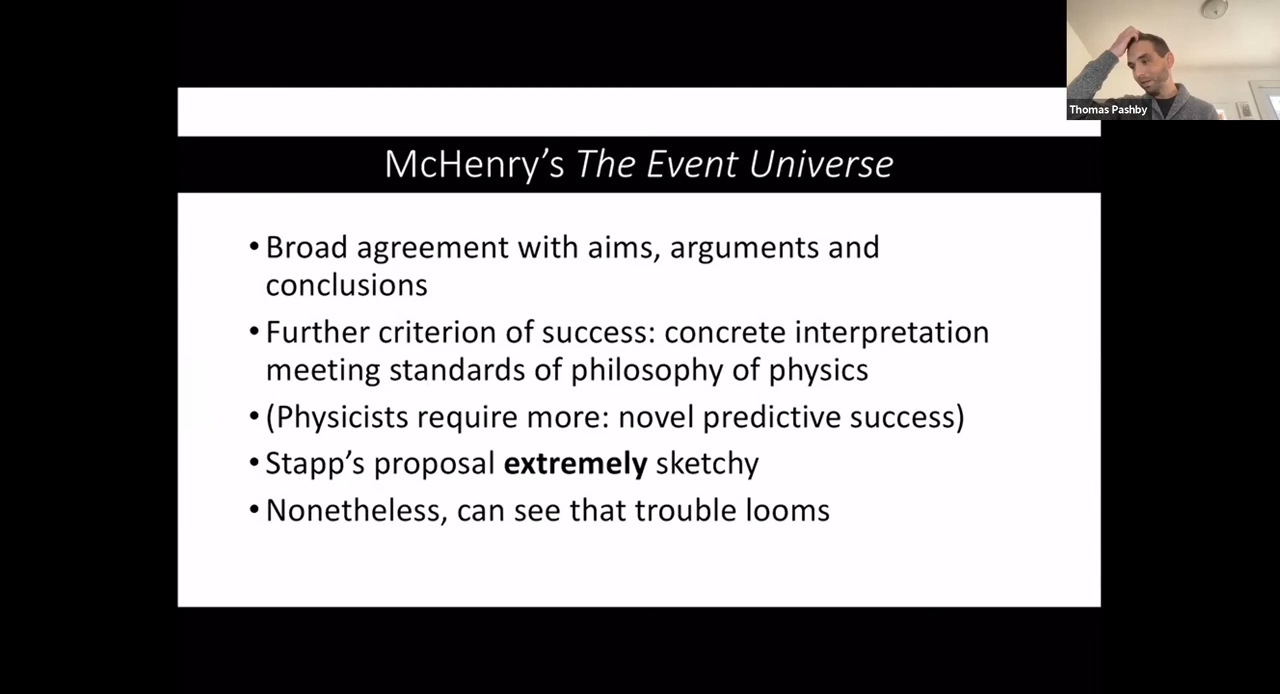 Thomas Pashby
McHenry’s The Event Universe
•Broad agreement with aims, arguments and
conclusions
•Further criterion of success: concrete interpretation
meeting standards of philosophy of physics
•(Physicists require more: novel predictive success)
•Stapp’s proposal extremely sketchy
•Nonetheless, can see that trouble looms